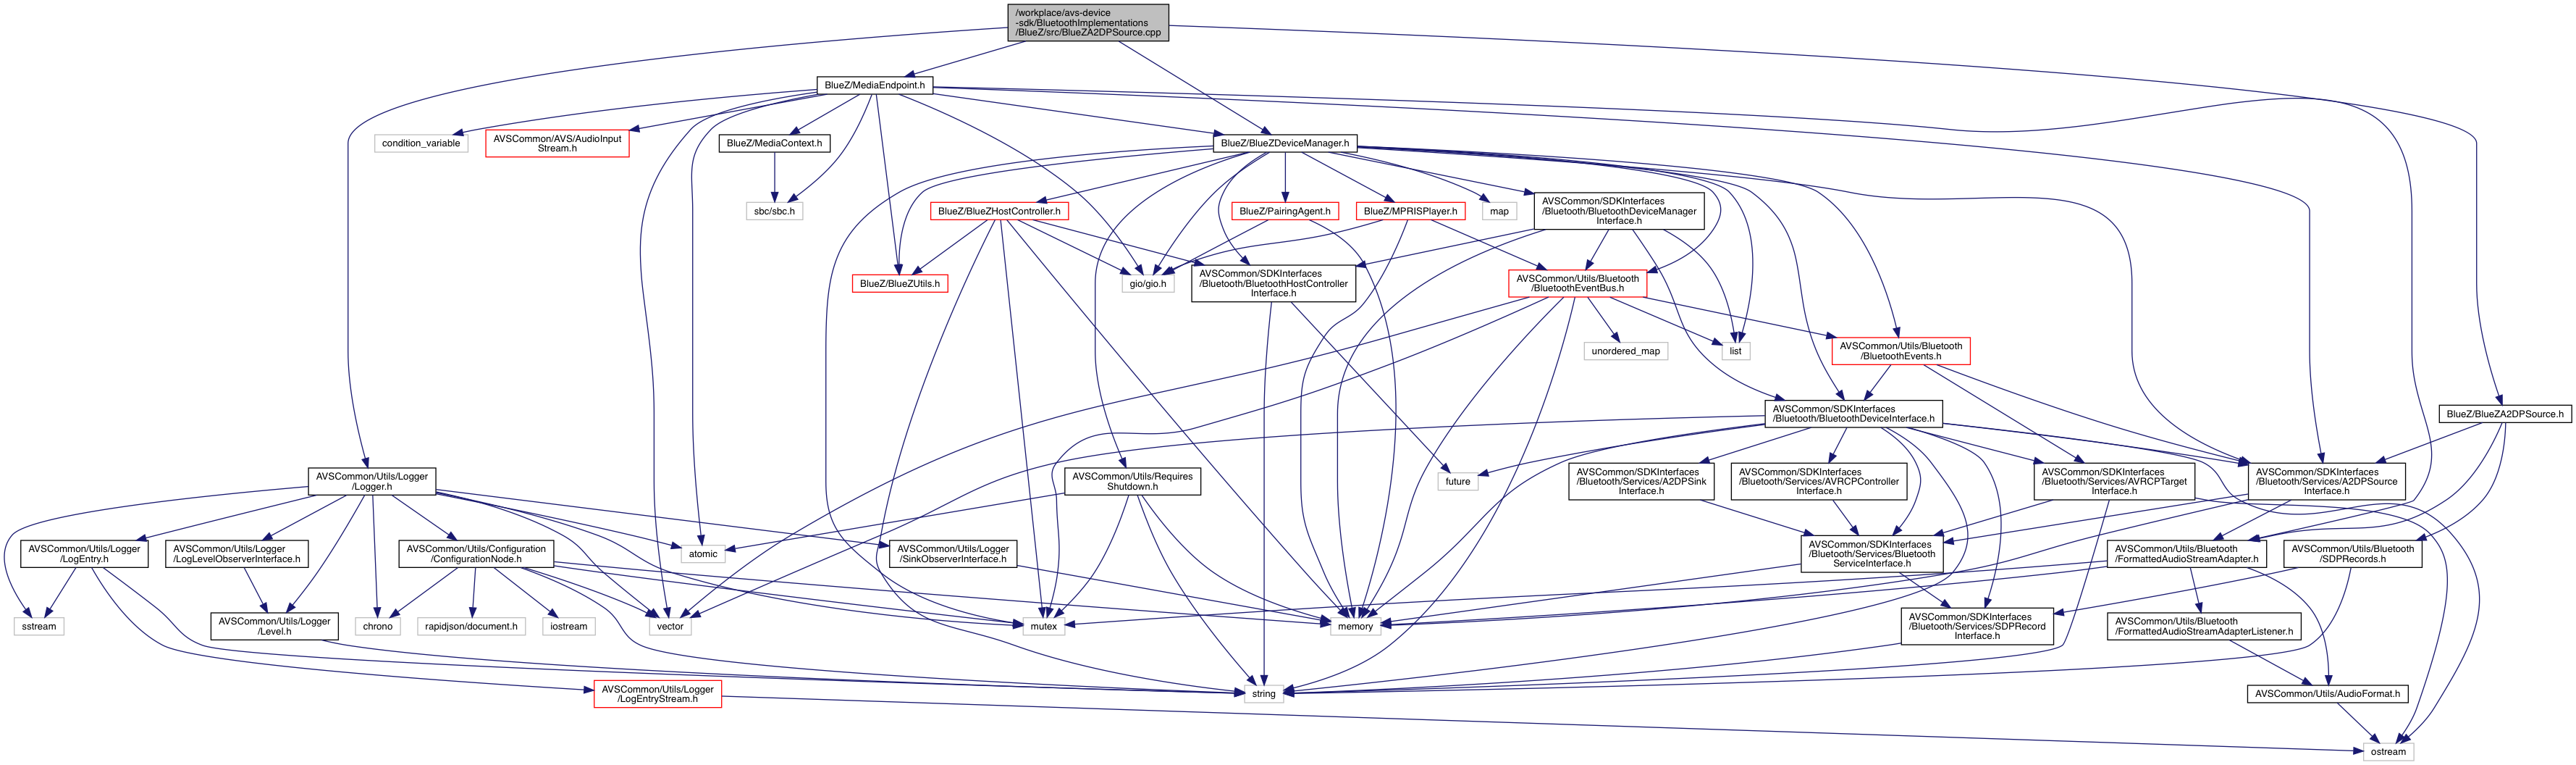 /workplace/avs-device
-sdk/BluetoothImplementations
/BlueZ/src/BlueZA2DPSource.cpp
BlueZ/MediaEndpoint.h
condition_variable
AVSCommon/AVS/AudioInput
Stream.h
BlueZ/MediaContext.h
BlueZ/BlueZDeviceManager.h
sbc/sbc.h
BlueZ/BlueZHostController.h
BlueZ/PairingAgent.h
BlueZ/MPRISPlayer.h
map
AVSCommon/SDKInterfaces
/Bluetooth/BluetoothDeviceManager
Interface.h
BlueZ/BlueZUtils.h
gio/gio.h
AVSCommon/SDKInterfaces
/Bluetooth/BluetoothHostController
Interface.h
AVSCommon/Utils/Bluetooth
/BluetoothEventBus.h
unordered_map
list
AVSCommon/Utils/Bluetooth
/BluetoothEvents.h
AVSCommon/SDKInterfaces
/Bluetooth/BluetoothDeviceInterface.h
BlueZ/BlueZA2DPSource.h
AVSCommon/Utils/Logger
/Logger.h
AVSCommon/Utils/Requires
Shutdown.h
future
AVSCommon/SDKInterfaces
/Bluetooth/Services/A2DPSink
Interface.h
AVSCommon/SDKInterfaces
/Bluetooth/Services/AVRCPController
Interface.h
AVSCommon/SDKInterfaces
/Bluetooth/Services/AVRCPTarget
Interface.h
AVSCommon/SDKInterfaces
/Bluetooth/Services/A2DPSource
Interface.h
AVSCommon/Utils/Logger
/LogEntry.h
AVSCommon/Utils/Logger
/LogLevelObserverInterface.h
AVSCommon/Utils/Configuration
/ConfigurationNode.h
atomic
AVSCommon/Utils/Logger
/SinkObserverInterface.h
AVSCommon/SDKInterfaces
/Bluetooth/Services/Bluetooth
ServiceInterface.h
AVSCommon/Utils/Bluetooth
/FormattedAudioStreamAdapter.h
AVSCommon/Utils/Bluetooth
/SDPRecords.h
sstream
AVSCommon/Utils/Logger
/Level.h
chrono
rapidjson/document.h
iostream
vector
mutex
memory
AVSCommon/SDKInterfaces
/Bluetooth/Services/SDPRecord
Interface.h
AVSCommon/Utils/Bluetooth
/FormattedAudioStreamAdapterListener.h
AVSCommon/Utils/Logger
/LogEntryStream.h
string
AVSCommon/Utils/AudioFormat.h
ostream